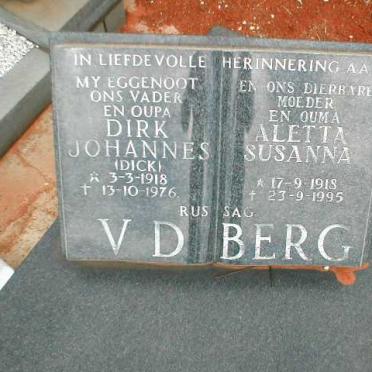 IN LIEFDEVOLLE HERINNERING AA
MY EGGENOOT
ONS VADER
EN OUPA
DIRK
JOHANNES
(DICK)
☆ 3-3-1918
† 13-10-1976
EN ONS DIERBARE
MOEDER
EN OUMA
ALETTA
SUSANNA
☆ 17-9-1918
† 23-9-1995
RUS SAG
V D BERG